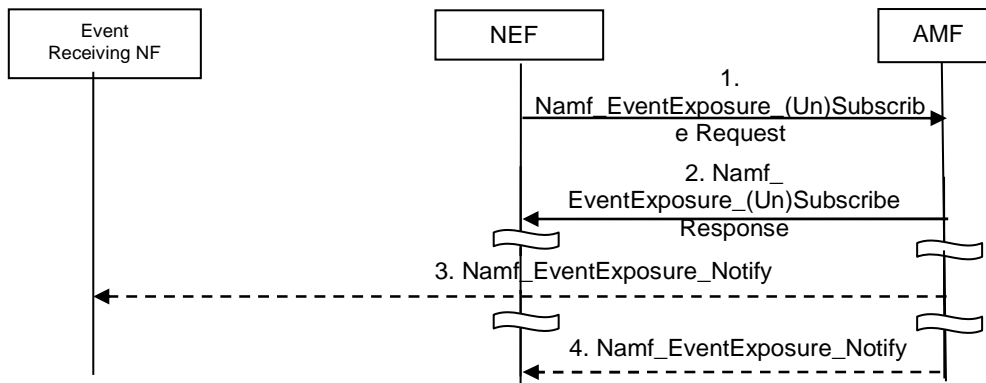 Event
Receiving NF
NEF
AMF
1.
Namf_EventExposure_(Un)Subscrib
e Request
2. Namf_
EventExposure_(Un)Subscribe
Response
3. Namf_EventExposure_Notify
4. Namf_EventExposure_Notify